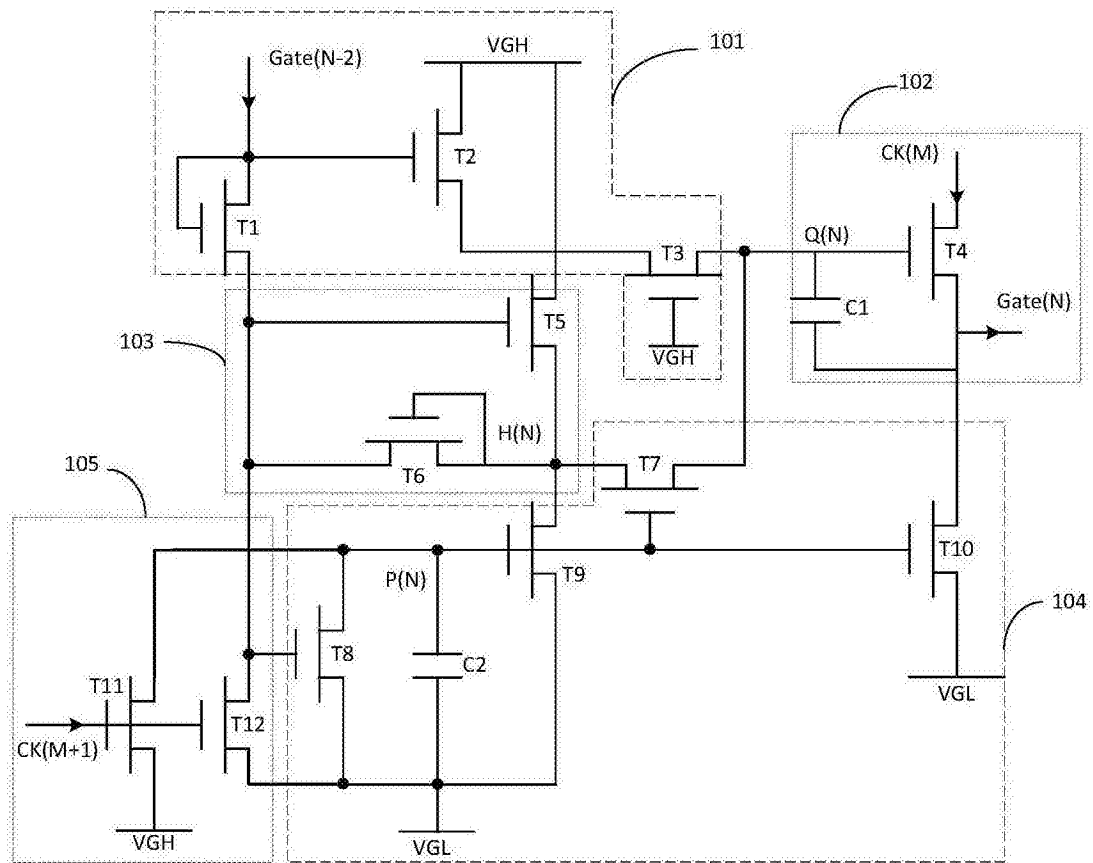 VGH
101
Gate(N-2)
102
CK(M)
T2
T1
T3
Q(N)
T4
Gate(N)
C1
T5
VGH
103
H(N)
T6
T7
105
T10
P(N)
T9
104
T8
C2
VGL
T11
T12
CK(M+1)
VGH
VGL